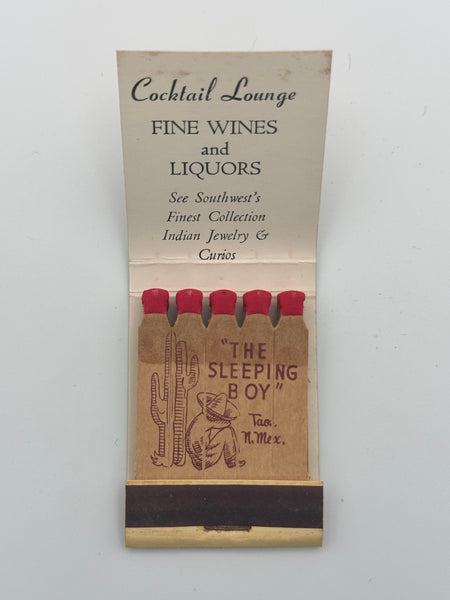 Cocktail Lounge
FINE WINES
and
LIQUORS
See Southwest's
Finest Collection
Indian Jewelry &
Curios
"THE
SLEEPING
BOY"
Taos.
N. Mex.